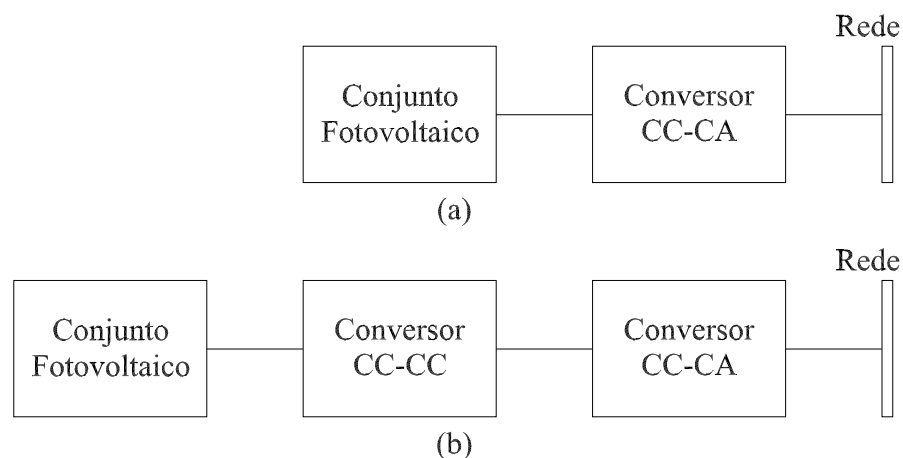 Rede
Conjunto
Fotovoltaico
Conversor
CC-CA
(a)
Rede
Conjunto
Fotovoltaico
Conversor
CC-CC
Conversor
CC-CA
(b)